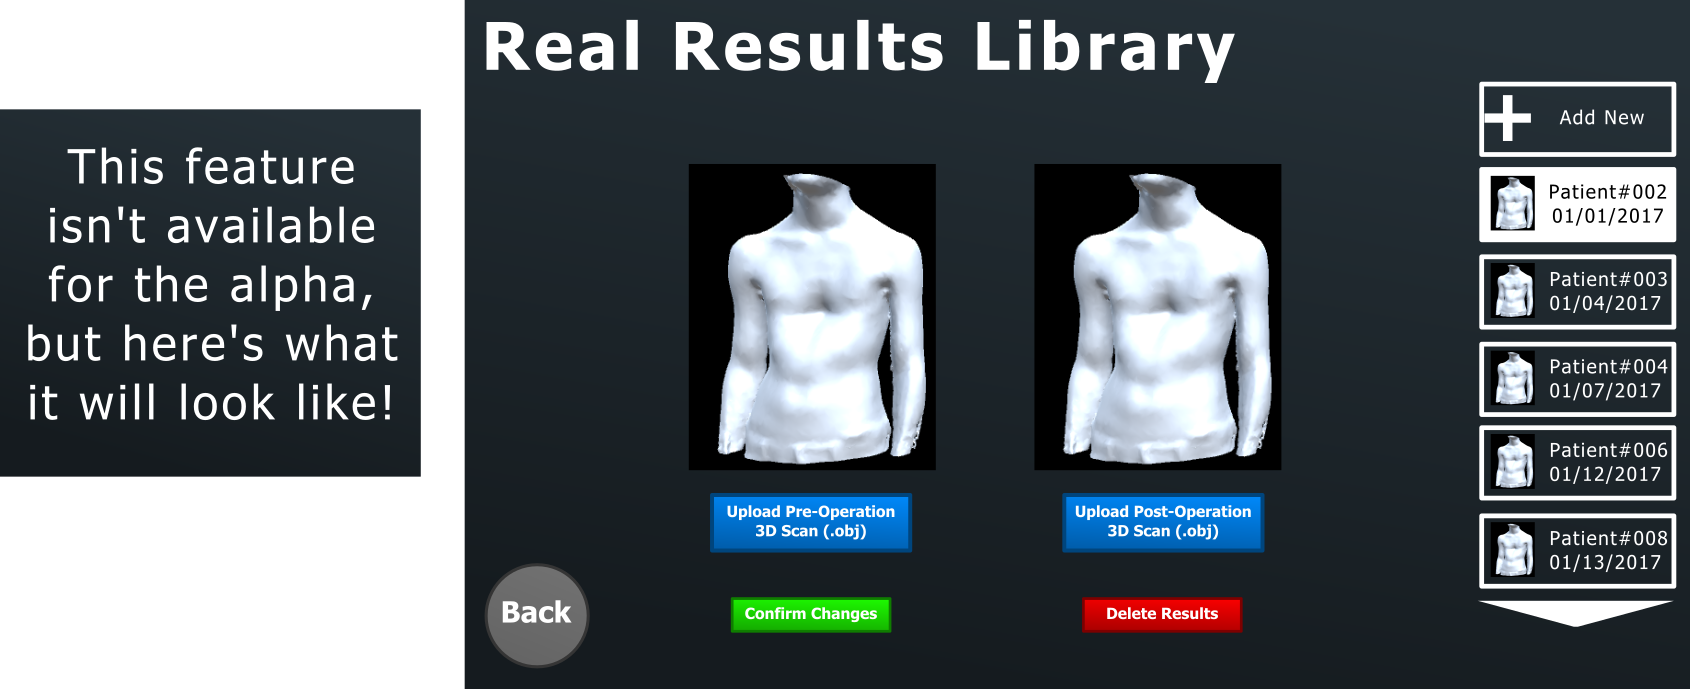 This feature
isn't available
for the alpha,
but here's what
it will look like!
Real Results Library
Upload Pre-Operation
3D Scan (.obj)
Upload Post-Operation
3D Scan (.obj)
Back
Confirm Changes
Delete Results
Add New
Patient#002
01/01/2017
Patient#003
01/04/2017
Patient#004
01/07/2017
Patient#006
01/12/2017
Patient#008
01/13/2017